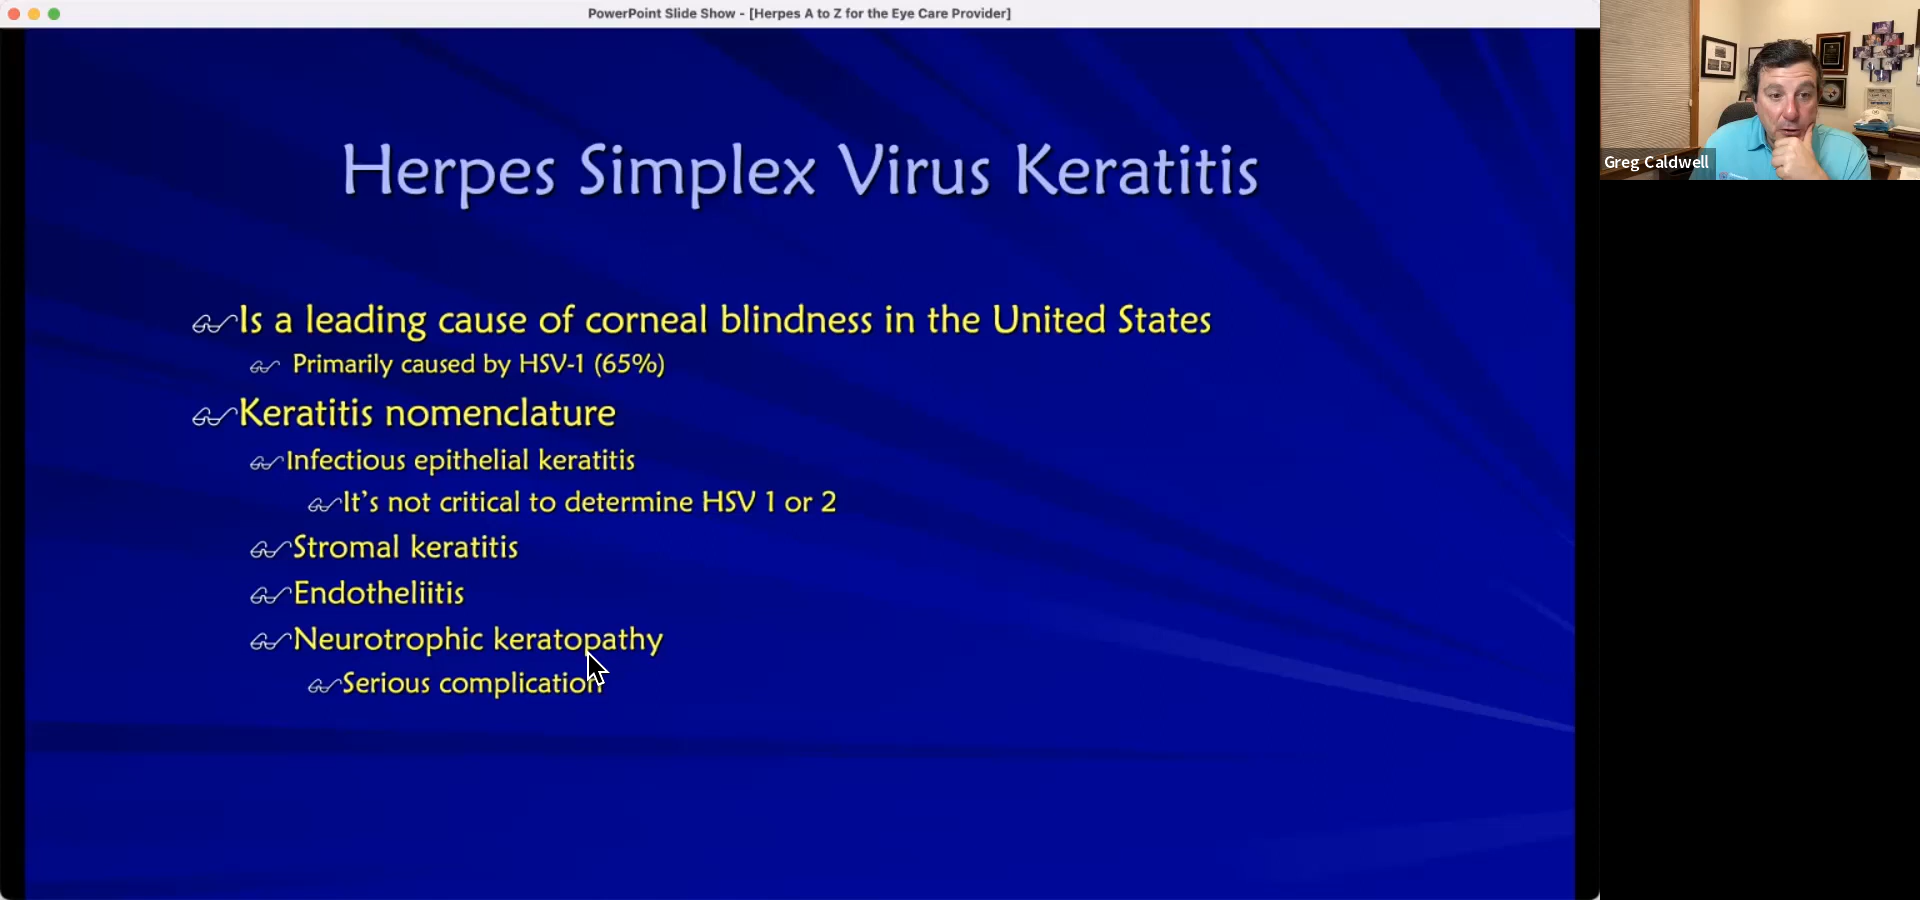 PowerPoint Slide Show - [Herpes A to Z for the Eye Care Provider]
Herpes Simplex Virus Keratitis
Is a leading cause of corneal blindness in the United States
Primarily caused by HSV-1 (65%)
Keratitis nomenclature
Infectious epithelial keratitis
It's not critical to determine HSV 1 or 2
Stromal keratitis
Endotheliitis
Neurotrophic keratopathy
Serious complication
Greg Caldwell